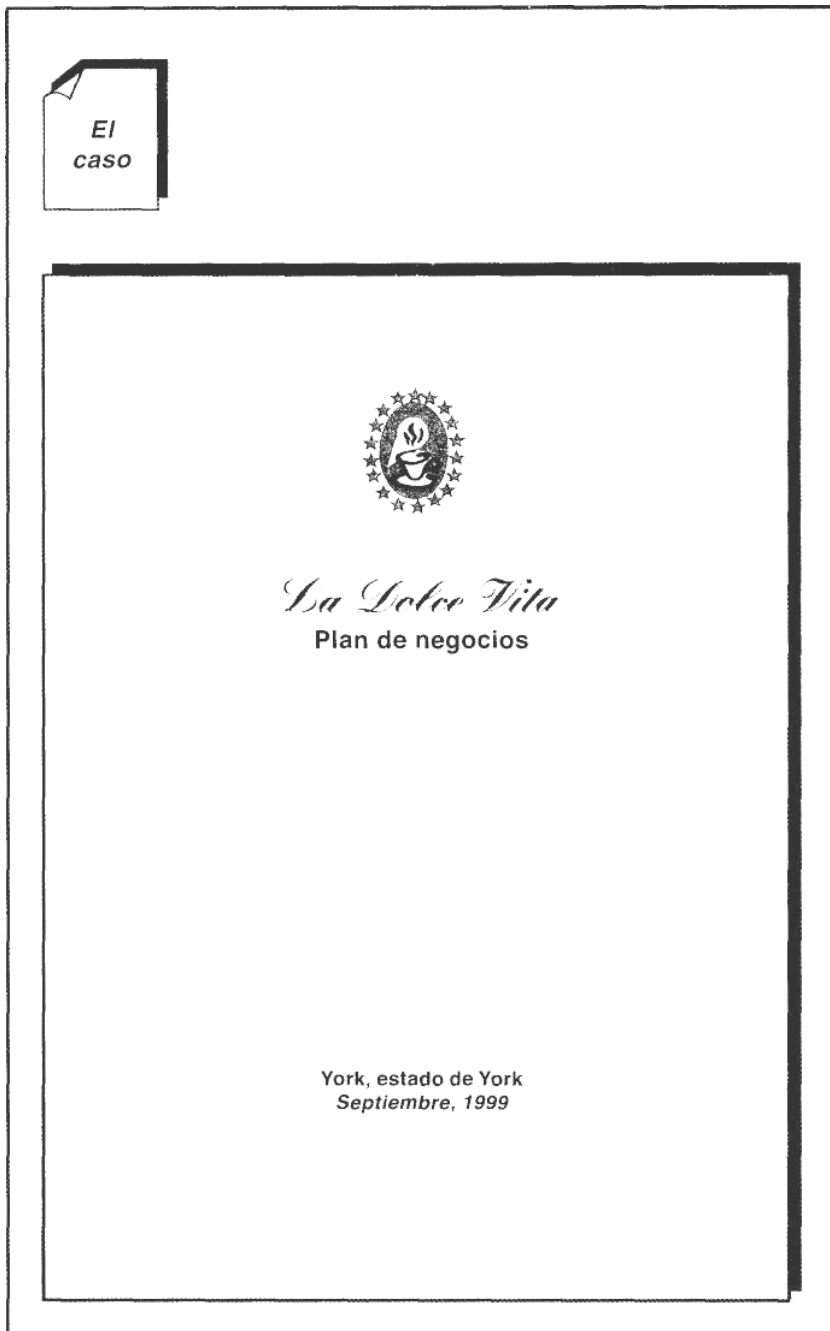 El
caso
La Dolce Vita
Plan de negocios
York, estado de York
Septiembre, 1999